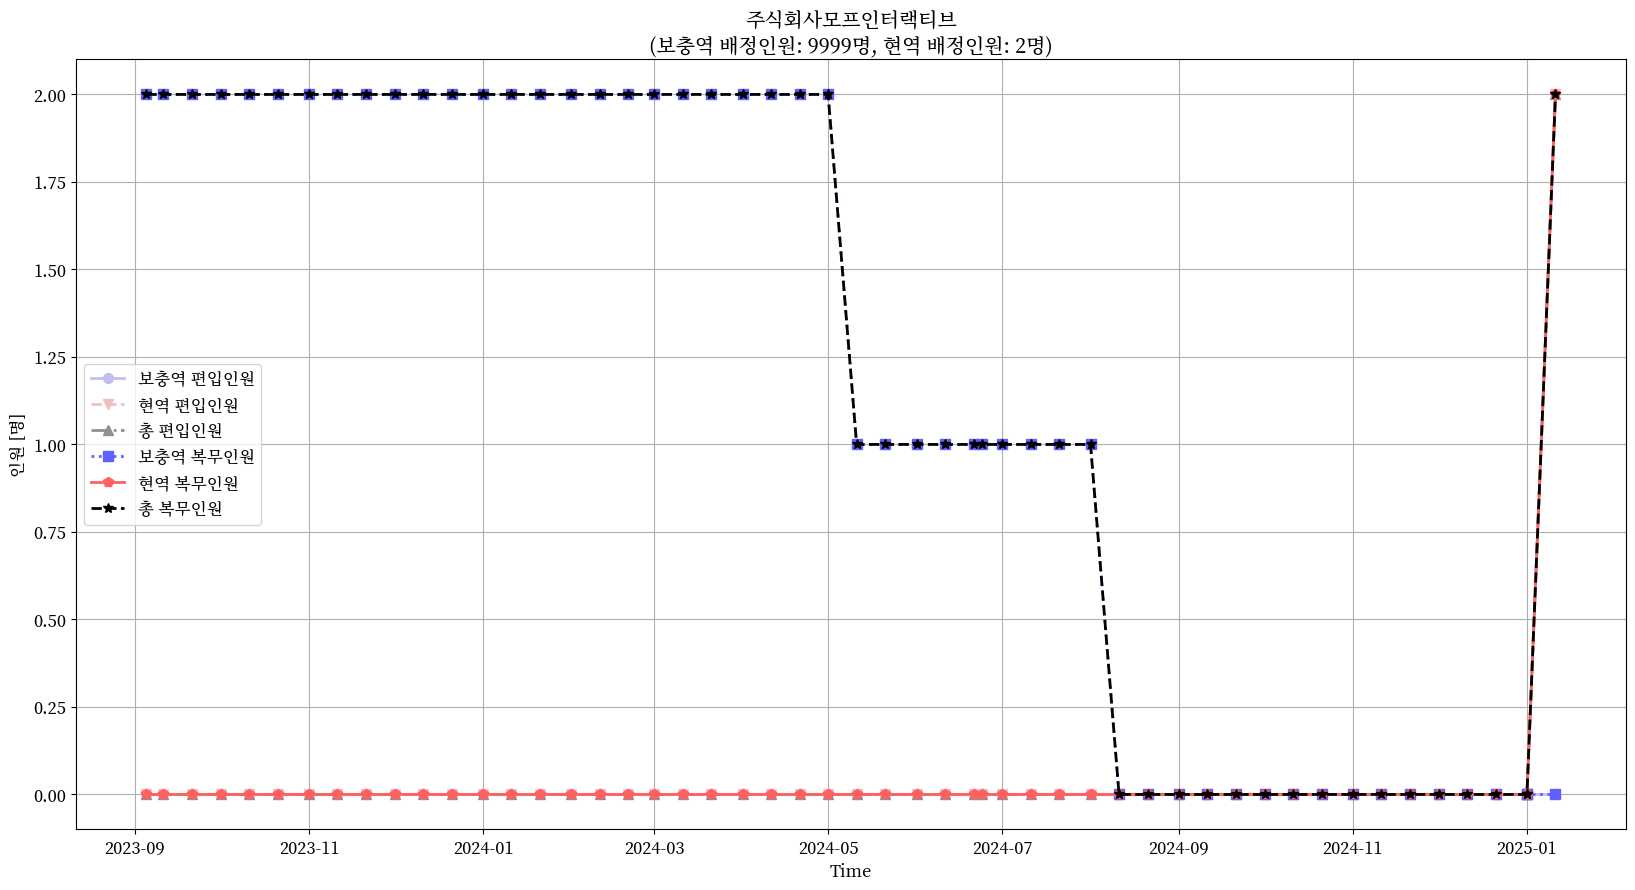 주식회사모프인터랙티브
(보충역 배정인원: 9999명, 현역 배정인원: 2명)
2.00
1.75
1.50
1.25
1.00
0.75
0.50
0.25
0.00
인원 [명]
보충역 편입인원
현역 편입인원
총 편입인원
보충역 복무인원
현역 복무인원
총 복무인원
2023-09 2023-11 2024-01 2024-03 2024-05 2024-07 2024-09 2024-11 2025-01
Time